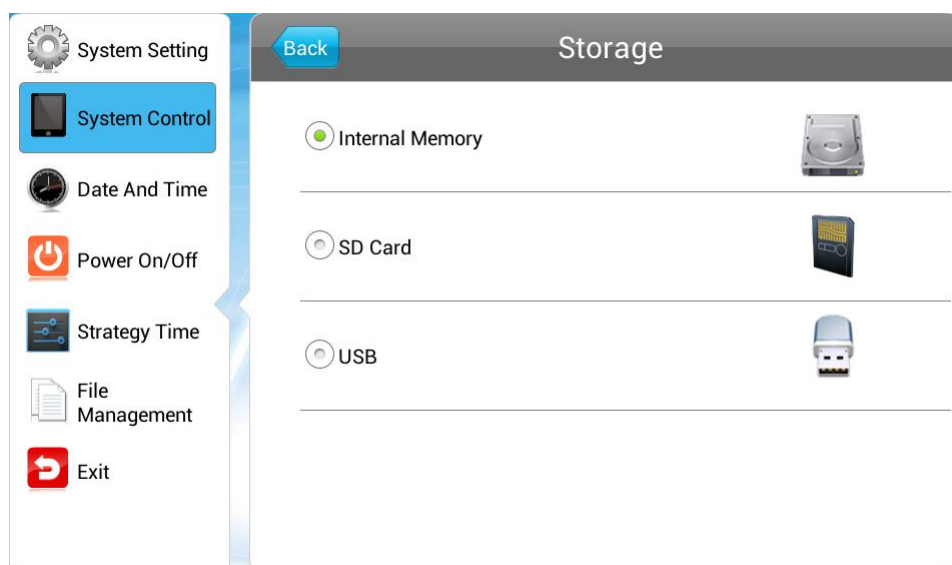 System Setting
System Control
Date And Time
Power On/Off
Strategy Time
File
Management
Exit
Back
Storage
Internal Memory
SD Card
USB